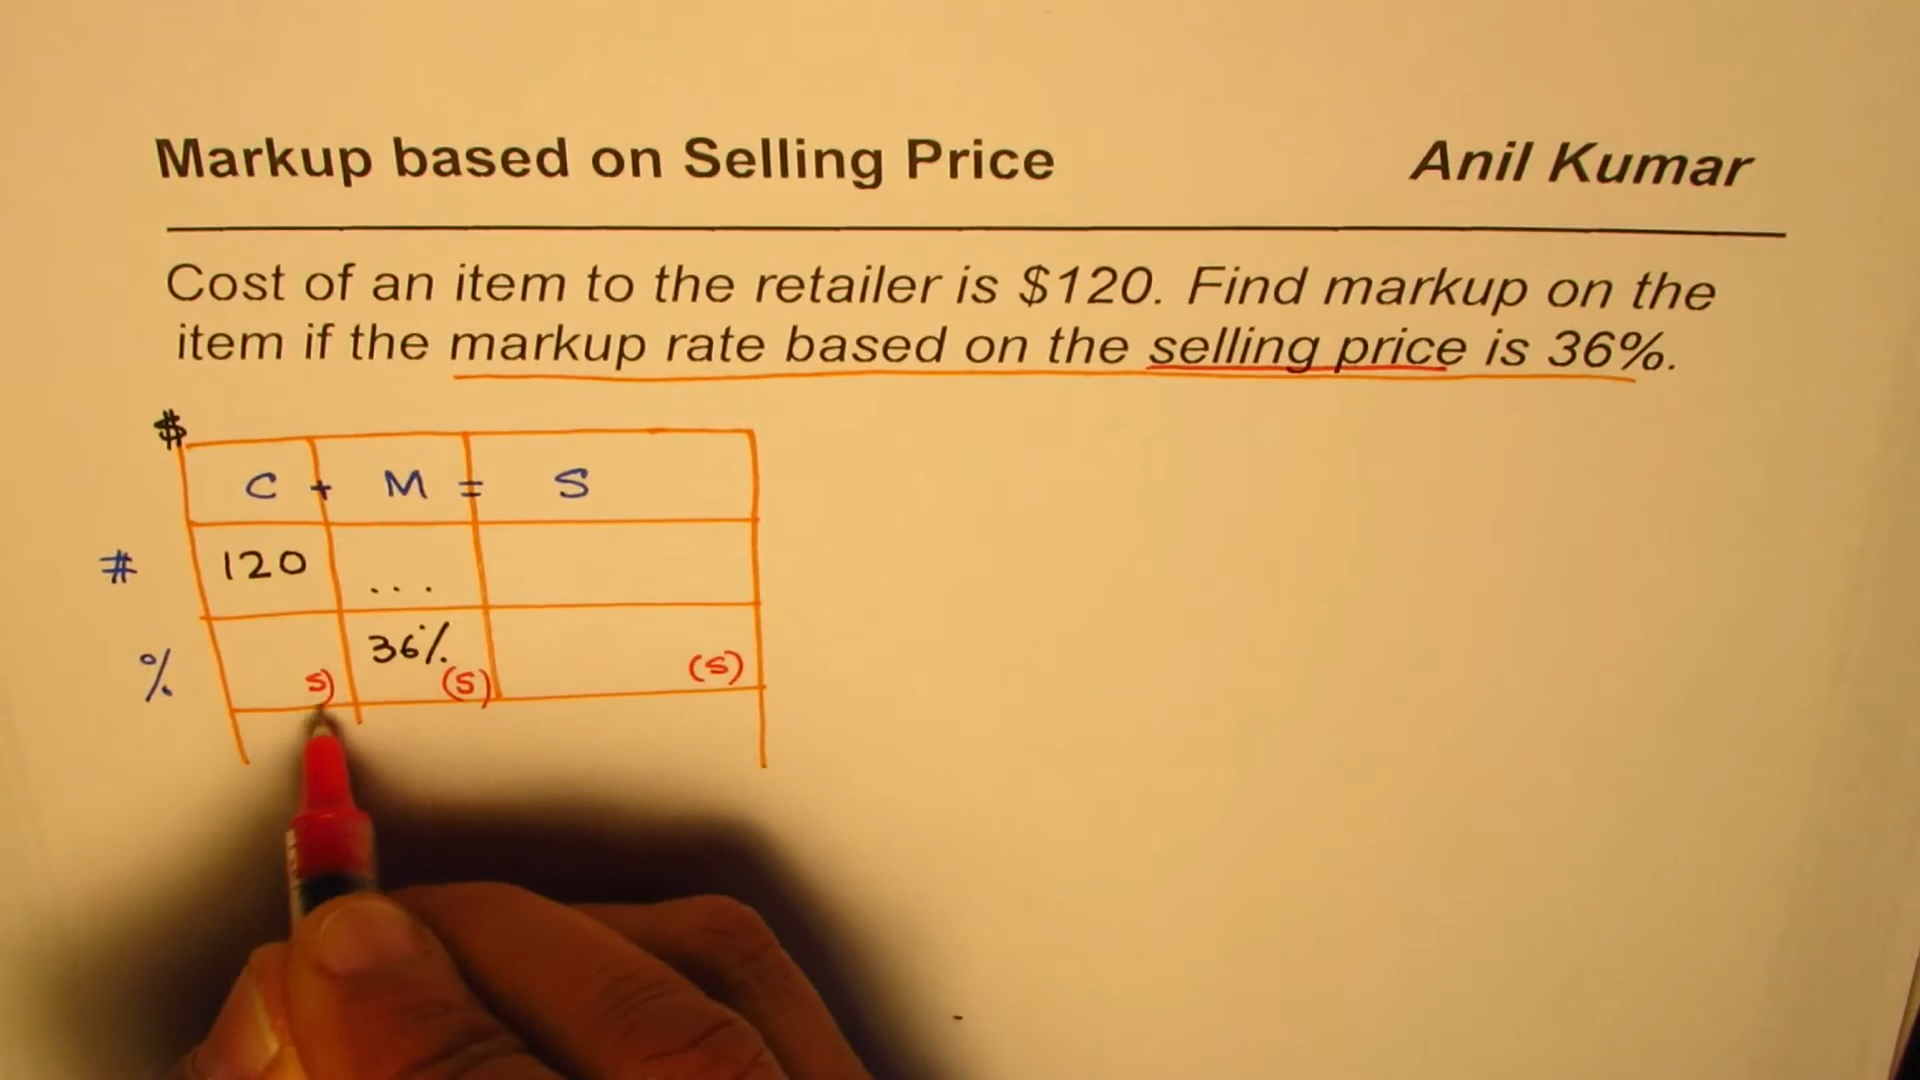 Markup based on Selling Price Anil Kumar
Cost of an item to the retailer is $120. Find markup on the
item if the markup rate based on the selling price is 36%.
$
C + M = S
# 120 ...
% 36%
s) (s) (s)